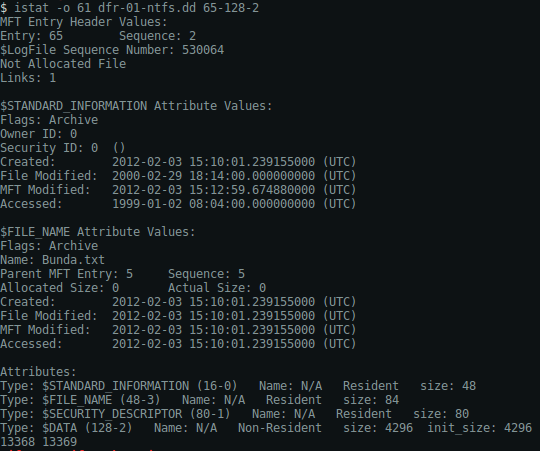 $ istat -o 61 dfr-01-ntfs.dd 65-128-2
MFT Entry Header Values:
Entry: 65        Sequence: 2
$LogFile Sequence Number: 530064
Not Allocated File
Links: 1

$STANDARD_INFORMATION Attribute Values:
Flags: Archive
Owner ID: 0
Security ID: 0  ()
Created:        2012-02-03 15:10:01.239155000 (UTC)
File Modified:  2000-02-29 18:14:00.000000000 (UTC)
MFT Modified:   2012-02-03 15:12:59.674880000 (UTC)
Accessed:       1999-01-02 08:04:00.000000000 (UTC)

$FILE_NAME Attribute Values:
Flags: Archive
Name: Bunda.txt
Parent MFT Entry: 5     Sequence: 5
Allocated Size: 0       Actual Size: 0
Created:        2012-02-03 15:10:01.239155000 (UTC)
File Modified:  2012-02-03 15:10:01.239155000 (UTC)
MFT Modified:   2012-02-03 15:10:01.239155000 (UTC)
Accessed:       2012-02-03 15:10:01.239155000 (UTC)

Attributes:
Type: $STANDARD_INFORMATION (16-0)   Name: N/A   Resident   size: 48
Type: $FILE_NAME (48-3)   Name: N/A   Resident   size: 84
Type: $SECURITY_DESCRIPTOR (80-1)   Name: N/A   Resident   size: 80
Type: $DATA (128-2)   Name: N/A   Non-Resident   size: 4296  init_size: 4296
13368 13369